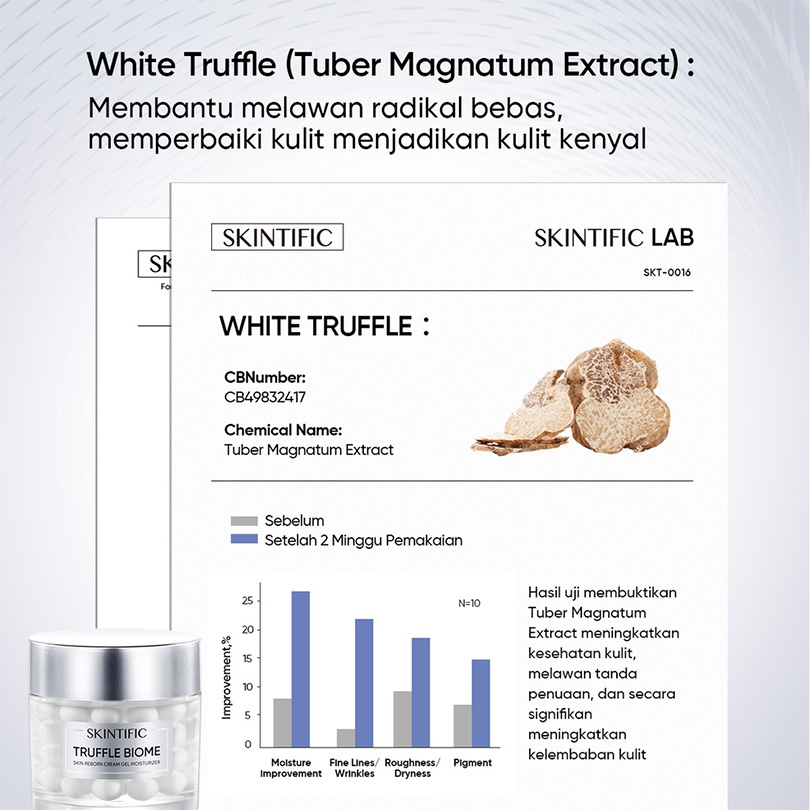 White Truffle (Tuber Magnatum Extract) :
Membantu melawan radikal bebas,
memperbaiki kulit menjadikan kulit kenyal
SK
Fo
SKINTIFIC
SKINTIFIC LAB
SKT-0016
WHITE TRUFFLE :
CBNumber:
CB49832417
Chemical Name:
Tuber Magnatum Extract
Sebelum
Setelah 2 Minggu Pemakaian
Improvement,%
25
20
15
10
5
0
N=10
Moisture
Improvement
Fine Lines/
Wrinkles
Roughness/
Dryness
Pigment
Hasil uji membuktikan
Tuber Magnatum
Extract meningkatkan
kesehatan kulit,
melawan tanda
penuaan, dan secara
signifikan
meningkatkan
kelembaban kulit
SKINTIFIC
TRUFFLE BIOME
SKIN REBORN CREAM GEL MOISTURIZER